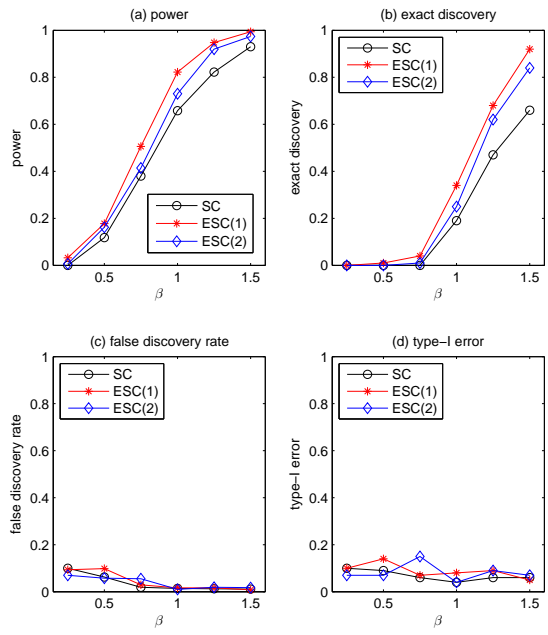 (a) power
1
0.8
0.6
0.4
0.2
0
power
SC
ESC(1)
ESC(2)
0.5
1
1.5
β
(b) exact discovery
1
0.8
0.6
0.4
0.2
0
exact discovery
SC
ESC(1)
ESC(2)
0.5
1
1.5
β
(c) false discovery rate
1
0.8
0.6
0.4
0.2
0
false discovery rate
SC
ESC(1)
ESC(2)
0.5
1
1.5
β
(d) type−I error
1
0.8
0.6
0.4
0.2
0
type−I error
SC
ESC(1)
ESC(2)
0.5
1
1.5
β